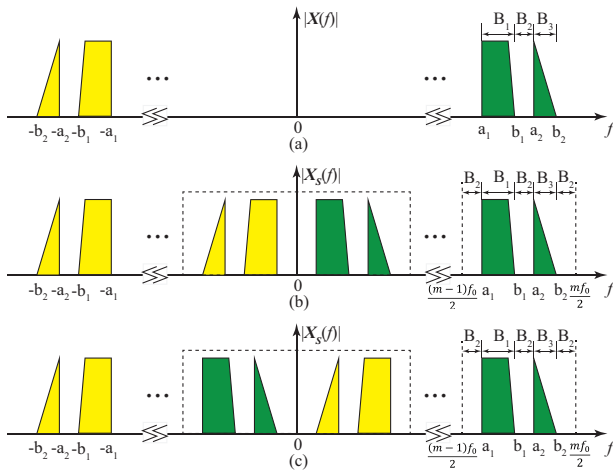 |X(f)|
B₁ B₂ B₃
... ...
-b₂ -a₂ -b₁ -a₁ 0 a₁ b₁ a₂ b₂ f
(a)
|Xₛ(f)|
B₂ B₁ B₂ B₃ B₂
... ...
-b₂ -a₂ -b₁ -a₁ 0 (m−1)f₀/2 a₁ b₁ a₂ b₂ mf₀/2 f
(b)
|Xₛ(f)|
B₂ B₁ B₂ B₃ B₂
... ...
-b₂ -a₂ -b₁ -a₁ 0 (m−1)f₀/2 a₁ b₁ a₂ b₂ mf₀/2 f
(c)